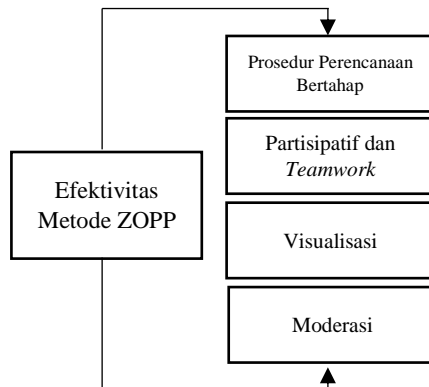 Prosedur Perencanaan
Bertahap
Partisipatif dan
Teamwork
Efektivitas
Metode ZOPP
Visualisasi
Moderasi